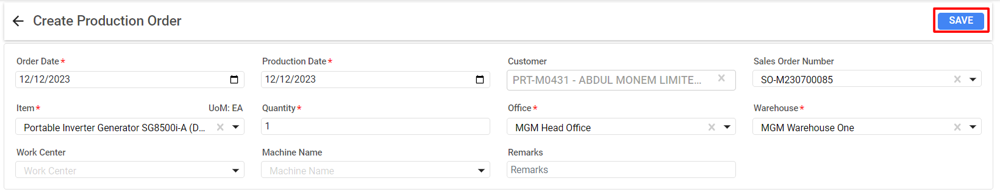 Create Production Order SAVE
Order Date* Production Date* Customer Sales Order Number
12/12/2023 12/12/2023 PRT-M0431 - ABDUL MONEM LIMITE... SO-M230700085
Item* UoM: EA Quantity* Office* Warehouse*
Portable Inverter Generator SG8500i-A (D... 1 MGM Head Office MGM Warehouse One
Work Center Machine Name Remarks
Work Center Machine Name Remarks